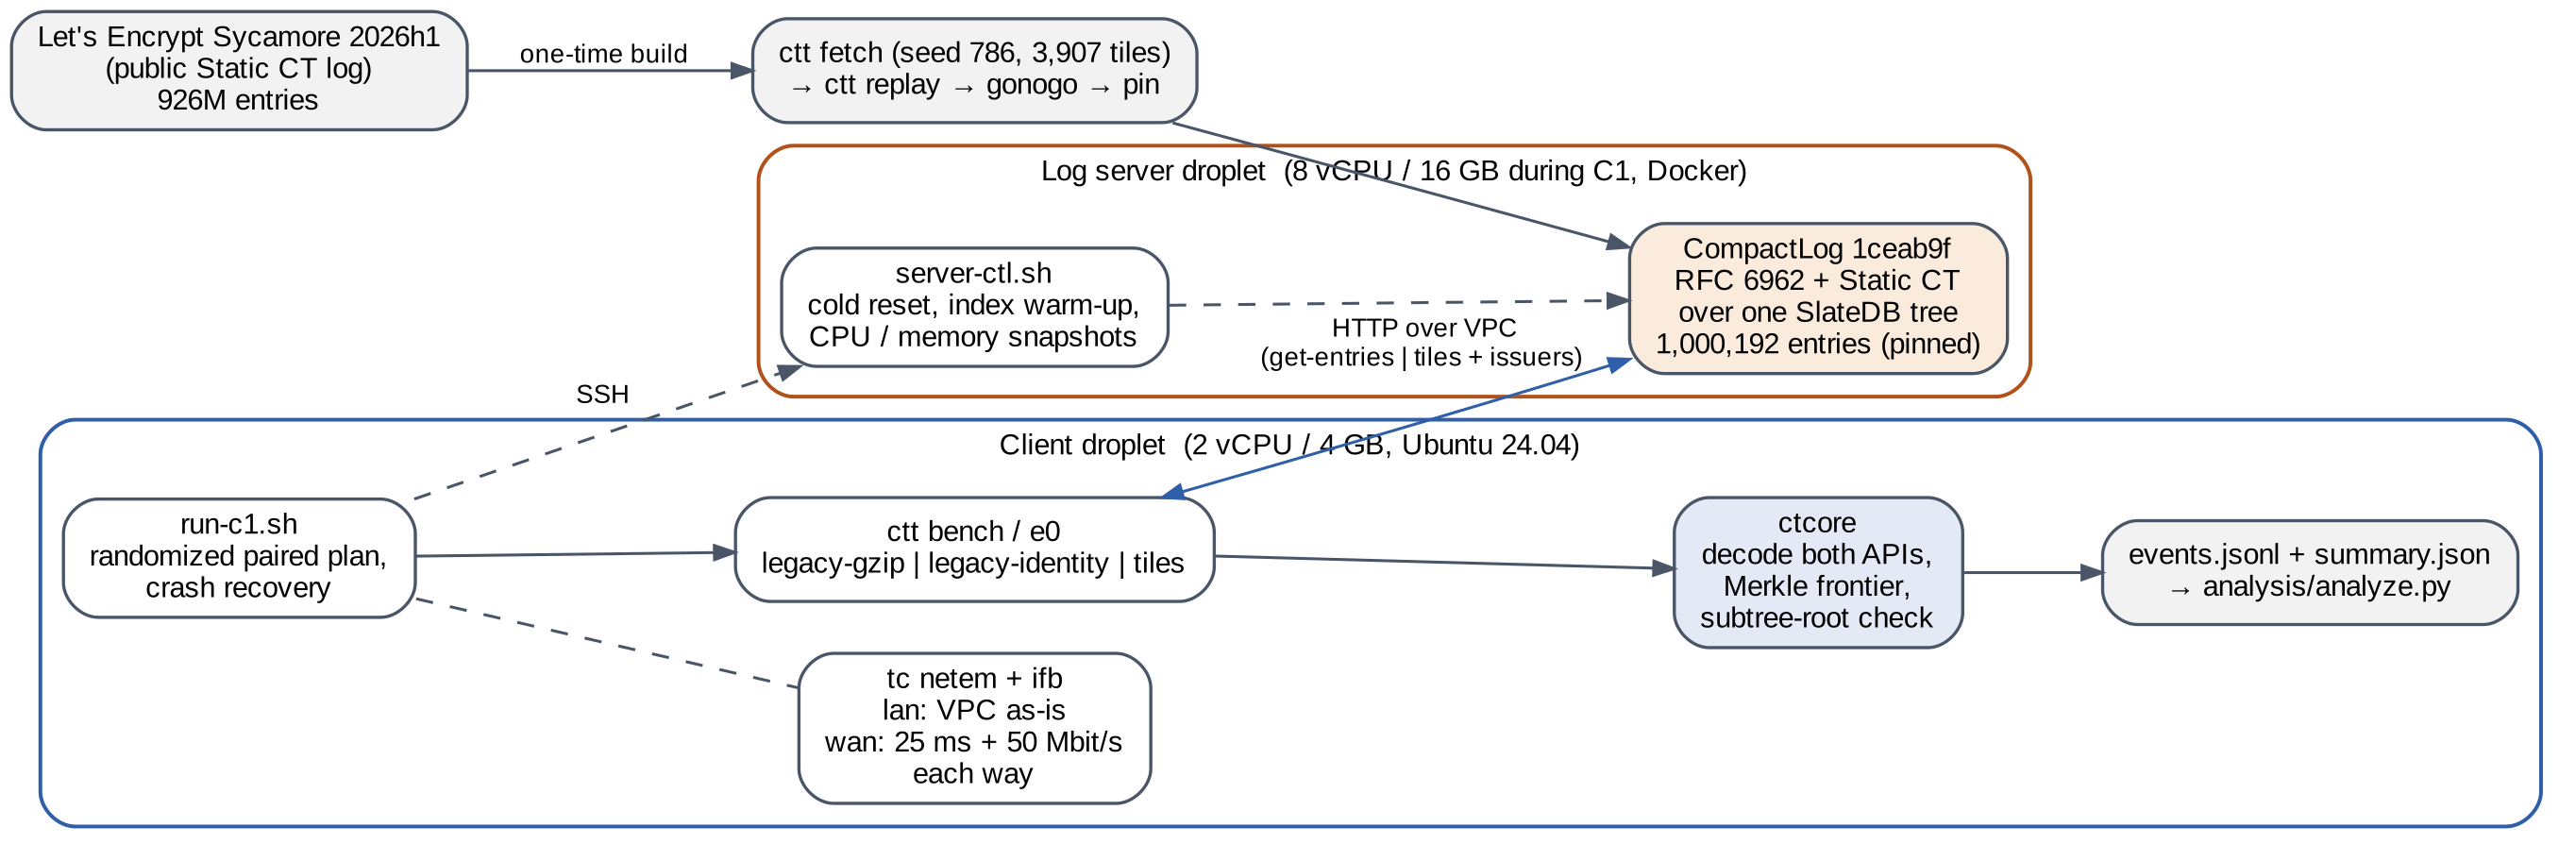 Let's Encrypt Sycamore 2026h1
(public Static CT log)
926M entries
one-time build
ctt fetch (seed 786, 3,907 tiles)
→ ctt replay → gonogo → pin
Log server droplet  (8 vCPU / 16 GB during C1, Docker)
server-ctl.sh
cold reset, index warm-up,
CPU / memory snapshots
CompactLog 1ceab9f
RFC 6962 + Static CT
over one SlateDB tree
1,000,192 entries (pinned)
HTTP over VPC
(get-entries | tiles + issuers)
SSH
Client droplet  (2 vCPU / 4 GB, Ubuntu 24.04)
run-c1.sh
randomized paired plan,
crash recovery
ctt bench / e0
legacy-gzip | legacy-identity | tiles
ctcore
decode both APIs,
Merkle frontier,
subtree-root check
events.jsonl + summary.json
→ analysis/analyze.py
tc netem + ifb
lan: VPC as-is
wan: 25 ms + 50 Mbit/s
each way